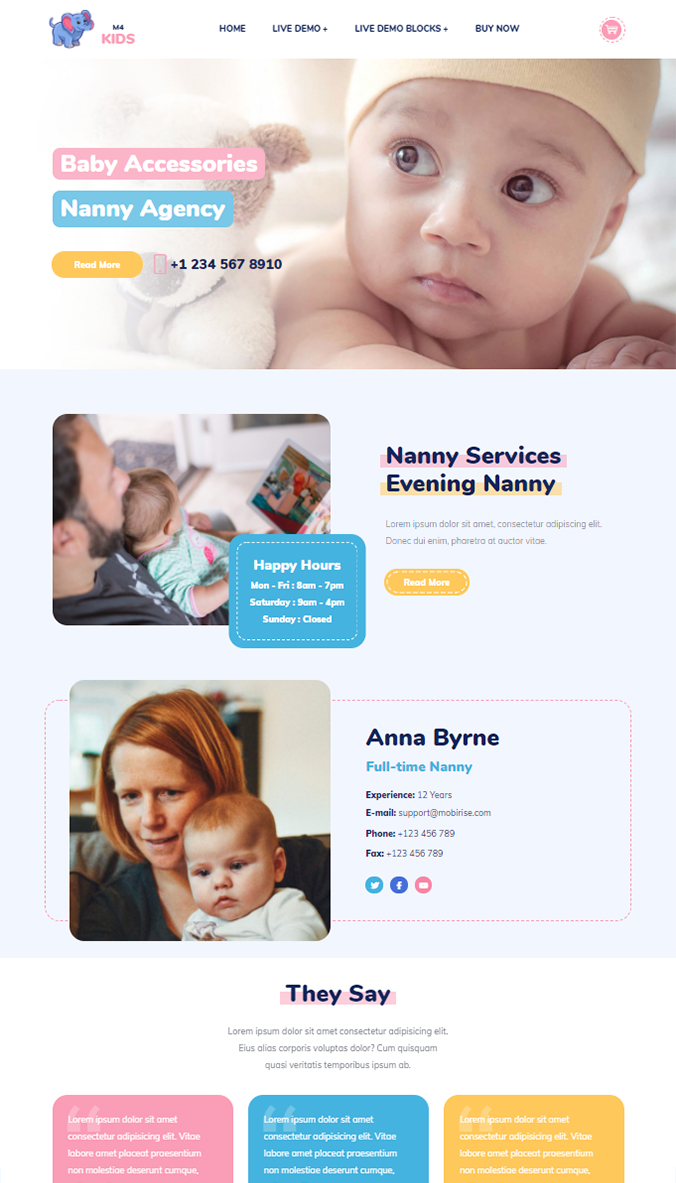 M4
KIDS
HOME
LIVE DEMO +
LIVE DEMO BLOCKS +
BUY NOW
Baby Accessories
Nanny Agency
Read More
+1 234 567 8910
Happy Hours
Mon - Fri : 8am - 7pm
Saturday : 9am - 4pm
Sunday : Closed
Nanny Services
Evening Nanny
Lorem ipsum dolor sit amet, consectetur adipiscing elit.
Donec dui enim, pharetra at auctor vitae.
Read More
Anna Byrne
Full-time Nanny
Experience: 12 Years
E-mail: support@mobirise.com
Phone: +123 456 789
Fax: +123 456 789
They Say
Lorem ipsum dolor sit amet consectetur adipisicing elit.
Eius alias corporis voluptas dolor? Cum quisquam
quasi veritatis temporibus ipsum ab.
“
Lorem ipsum dolor sit amet
consectetur adipisicing elit. Vitae
labore amet placeat praesentium
non molestiae deserunt cumque,
“
Lorem ipsum dolor sit amet
consectetur adipisicing elit. Vitae
labore amet placeat praesentium
non molestiae deserunt cumque,
“
Lorem ipsum dolor sit amet
consectetur adipisicing elit. Vitae
labore amet placeat praesentium
non molestiae deserunt cumque,